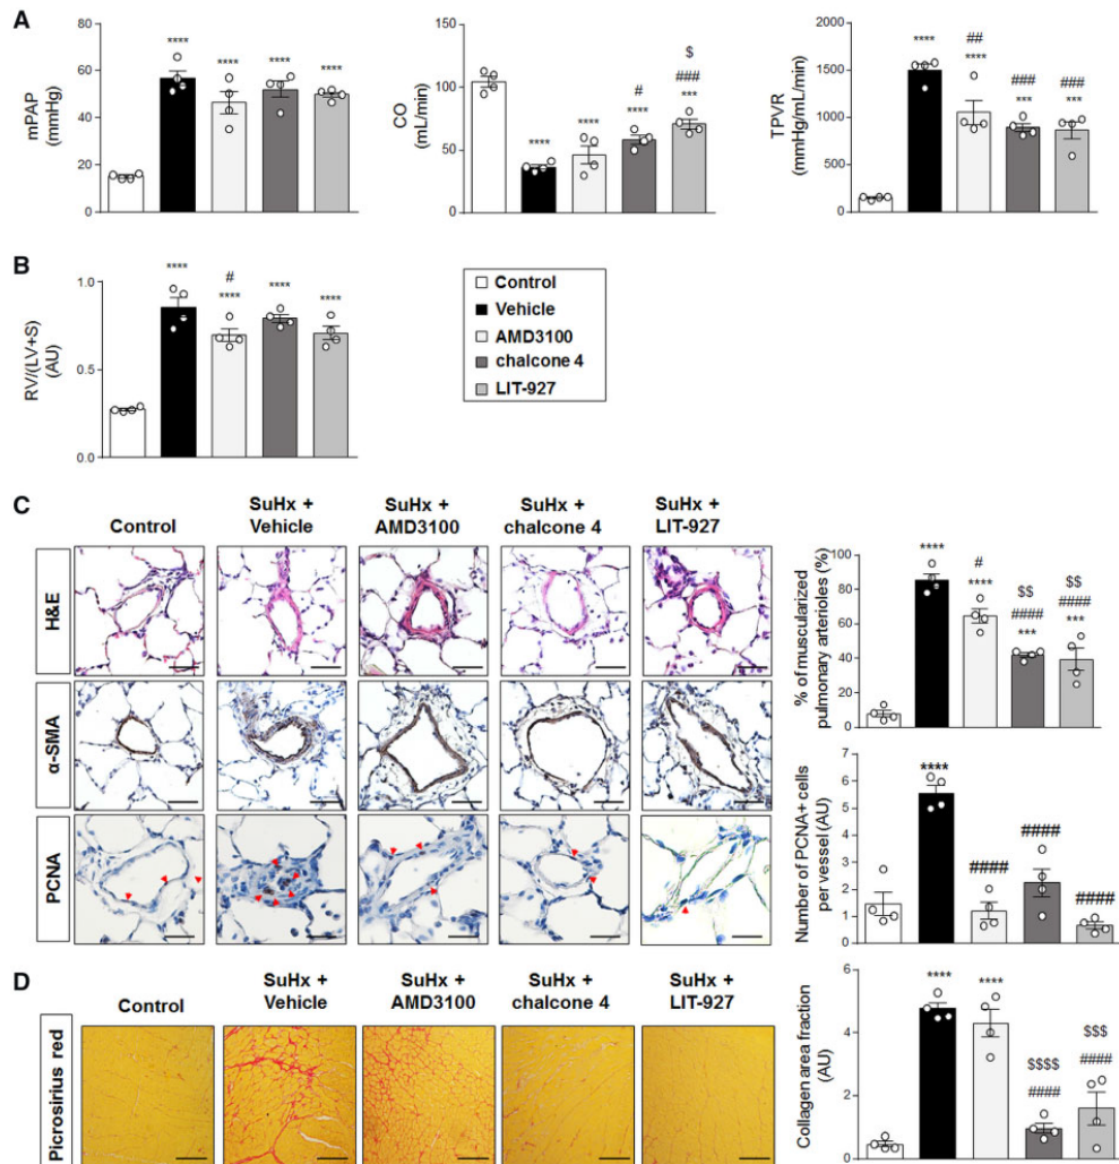 A
mPAP
(mmHg)
80
60
40
20
0
****
****
****
****
CO
(mL/min)
150
100
50
0
****
****
#
****
$
###
***
TPVR
(mmHg/mL/min)
2000
1500
1000
500
0
****
##
****
###
***
###
***
B
RV/(LV+S)
(AU)
1.0
0.5
0.0
****
#
****
****
****
Control
Vehicle
AMD3100
chalcone 4
LIT-927
C
Control
SuHx +
Vehicle
SuHx +
AMD3100
SuHx +
chalcone 4
SuHx +
LIT-927
H&E
α-SMA
PCNA
% of muscularized
pulmonary arterioles (%)
100
80
60
40
20
0
****
#
****
$$
####
***
$$
####
***
Number of PCNA+ cells
per vessel (AU)
7
6
5
4
3
2
1
0
****
####
####
####
D
Control
SuHx +
Vehicle
SuHx +
AMD3100
SuHx +
chalcone 4
SuHx +
LIT-927
Picrosirius red
Collagen area fraction
(AU)
6
4
2
0
****
****
$$$$
####
$$$
####